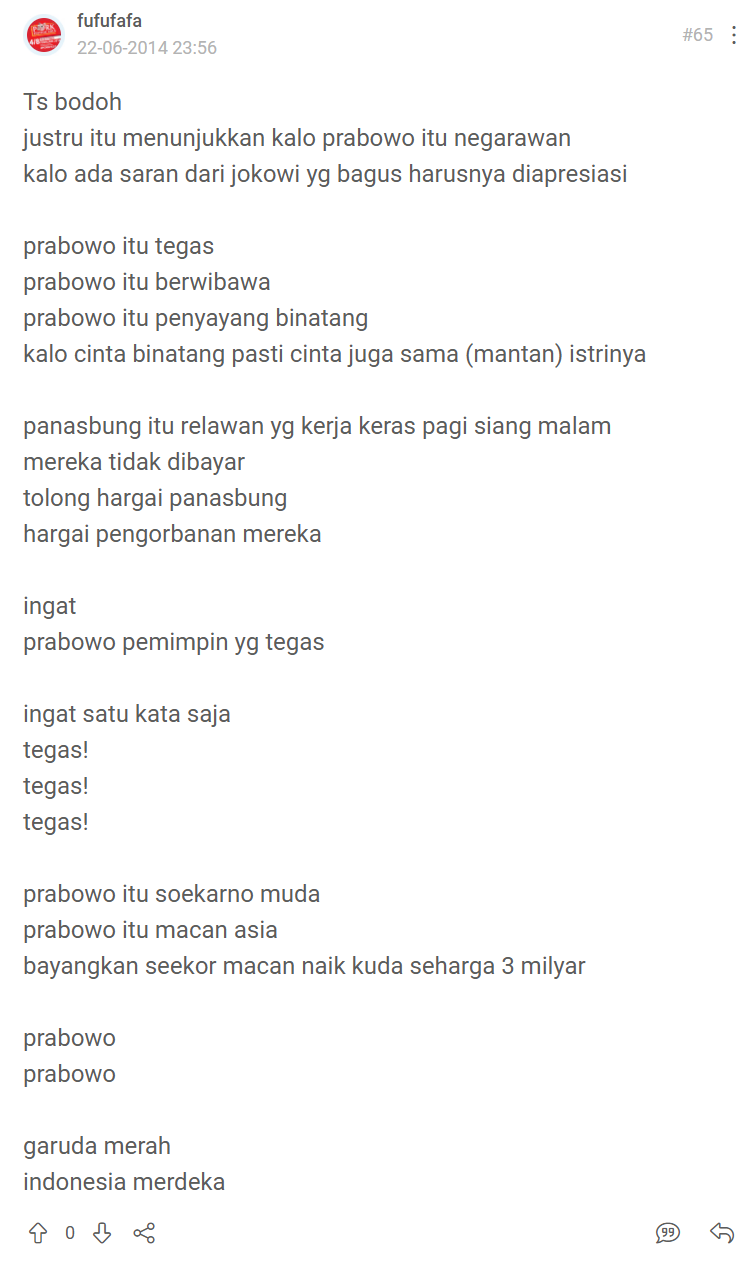 fufufafa
22-06-2014 23:56
#65
Ts bodoh
justru itu menunjukkan kalo prabowo itu negarawan
kalo ada saran dari jokowi yg bagus harusnya diapresiasi
prabowo itu tegas
prabowo itu berwibawa
prabowo itu penyayang binatang
kalo cinta binatang pasti cinta juga sama (mantan) istrinya
panasbung itu relawan yg kerja keras pagi siang malam
mereka tidak dibayar
tolong hargai panasbung
hargai pengorbanan mereka
ingat
prabowo pemimpin yg tegas
ingat satu kata saja
tegas!
tegas!
tegas!
prabowo itu soekarno muda
prabowo itu macan asia
bayangkan seekor macan naik kuda seharga 3 milyar
prabowo
prabowo
garuda merah
indonesia merdeka
0